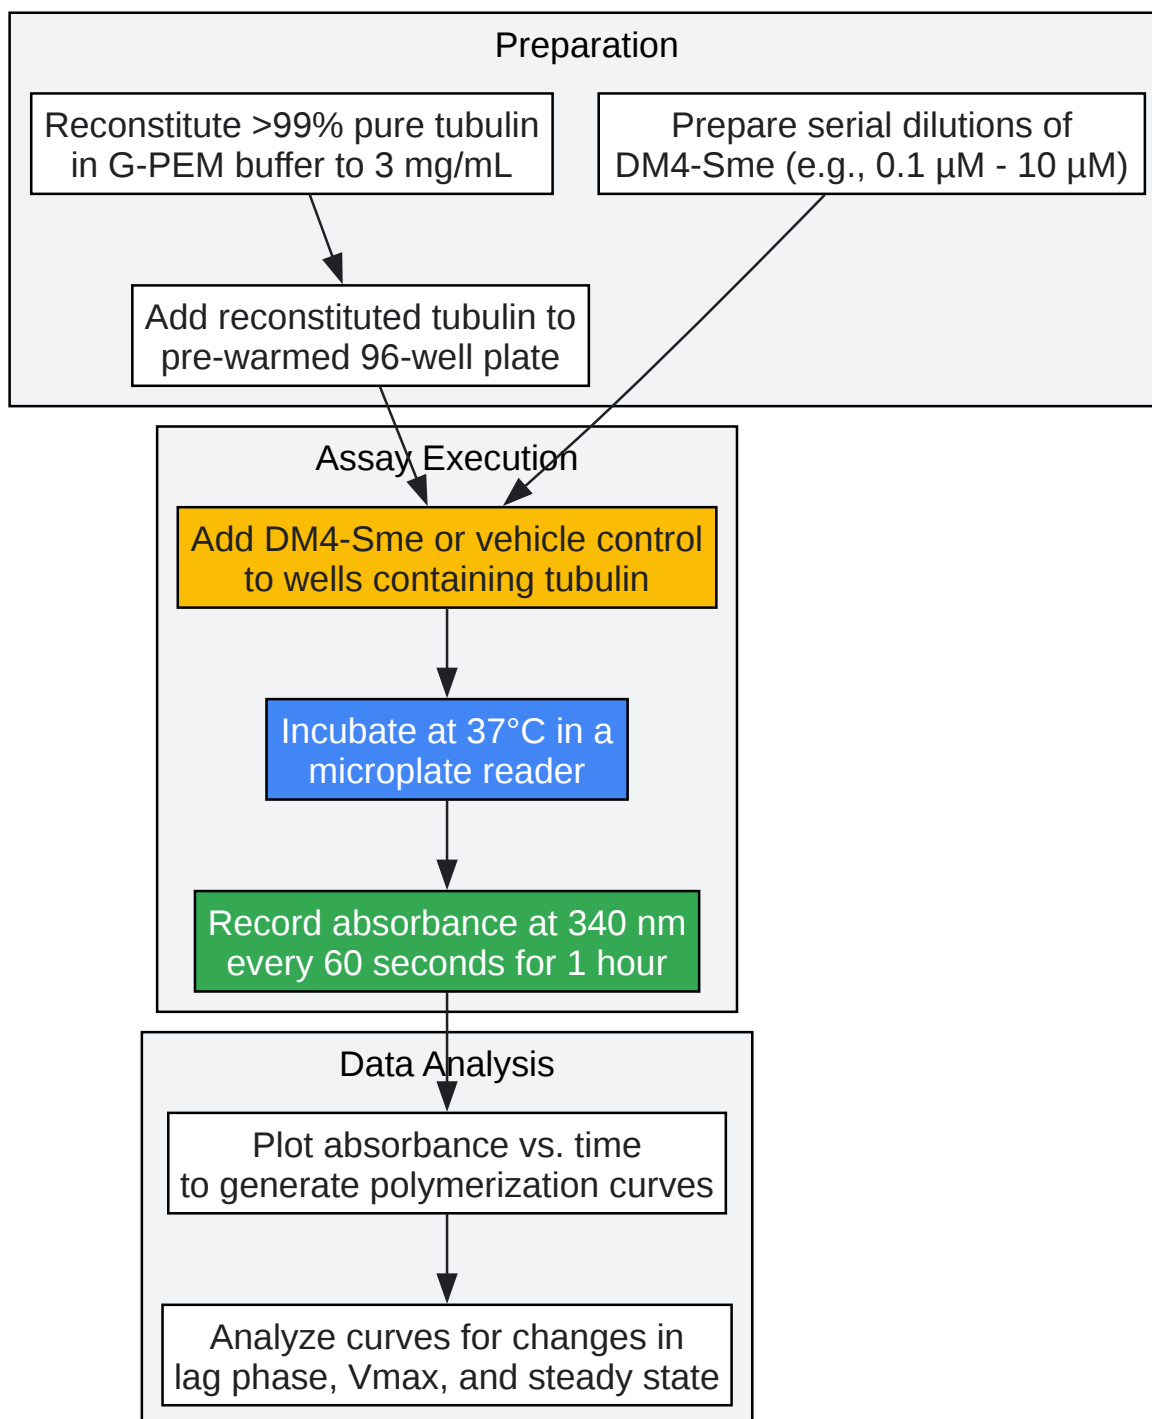 Preparation
Reconstitute >99% pure tubulin
in G-PEM buffer to 3 mg/mL
Prepare serial dilutions of
DM4-Sme (e.g., 0.1 µM - 10 µM)
Add reconstituted tubulin to
pre-warmed 96-well plate
Assay Execution
Add DM4-Sme or vehicle control
to wells containing tubulin
Incubate at 37°C in a
microplate reader
Record absorbance at 340 nm
every 60 seconds for 1 hour
Data Analysis
Plot absorbance vs. time
to generate polymerization curves
Analyze curves for changes in
lag phase, Vmax, and steady state